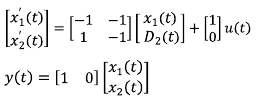 [x₁′(t); x₂′(t)] = [−1 −1; 1 −1] [x₁(t); D₂(t)] + [1; 0] u(t)
y(t) = [1 0] [x₁(t); x₂(t)]